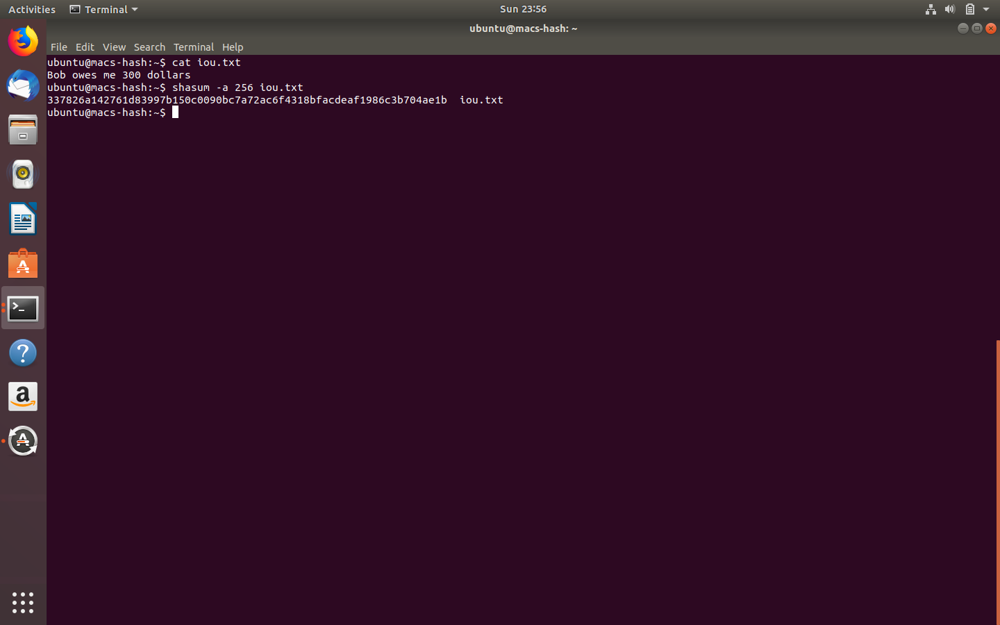 Activities Terminal Sun 23:56
ubuntu@macs-hash: ~
File Edit View Search Terminal Help
ubuntu@macs-hash:~$ cat iou.txt
Bob owes me 300 dollars
ubuntu@macs-hash:~$ shasum -a 256 iou.txt
337826a142761d83997b150c0090bc7a72ac6f4318bfacdeaf1986c3b704ae1b  iou.txt
ubuntu@macs-hash:~$